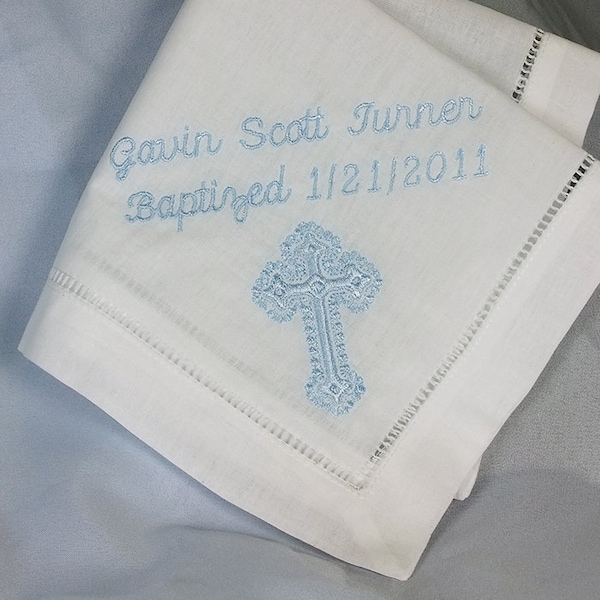 Gavin Scott Turner
Baptized 1/21/2011